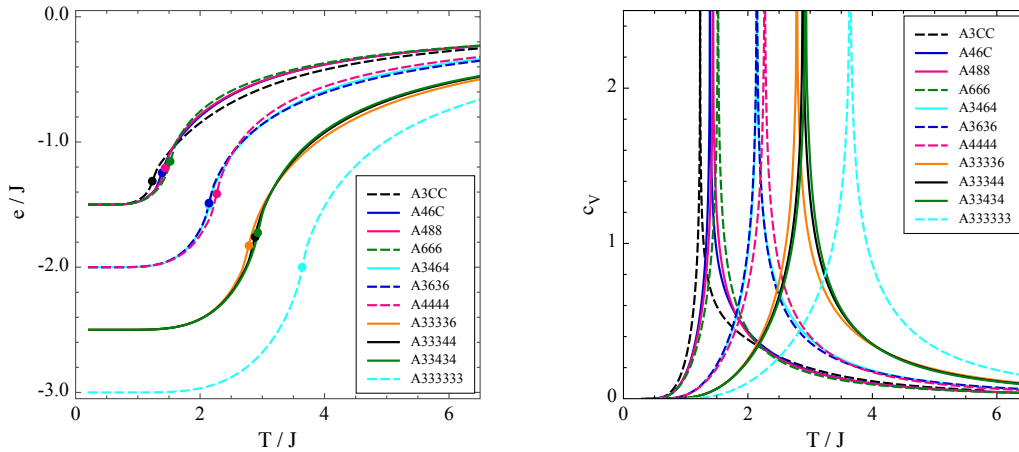 0.0
-1.0
-2.0
-3.0
e / J
0 2 4 6
T / J
A3CC
A46C
A488
A666
A3464
A3636
A4444
A33336
A33344
A33434
A333333
2
1
0
c_V
0 2 4 6
T / J
A3CC
A46C
A488
A666
A3464
A3636
A4444
A33336
A33344
A33434
A333333